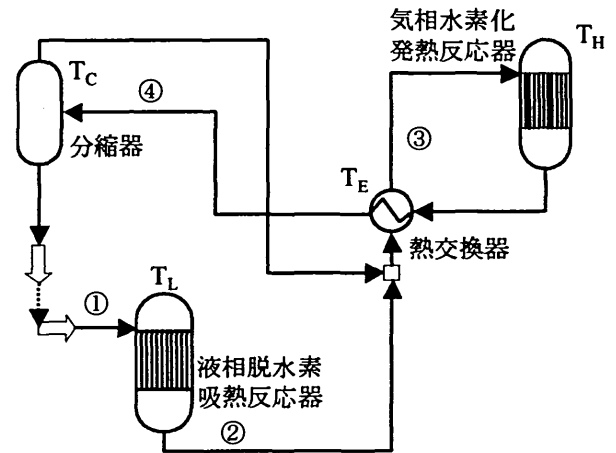 気相水素化
発熱反応器
T_H
T_C
④
分縮器
③
T_E
熱交換器
①
T_L
液相脱水素
吸熱反応器
②